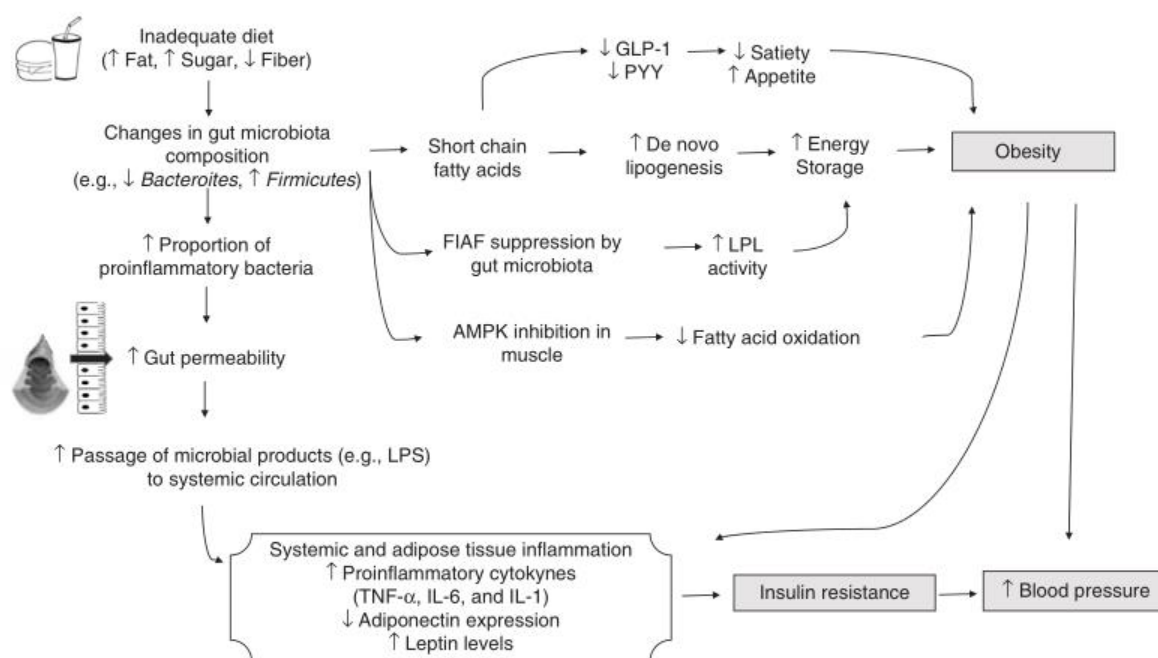 Inadequate diet
(↑ Fat, ↑ Sugar, ↓ Fiber)
Changes in gut microbiota
composition
(e.g., ↓ Bacteroites, ↑ Firmicutes)
↑ Proportion of
proinflammatory bacteria
↑ Gut permeability
↑ Passage of microbial products (e.g., LPS)
to systemic circulation
↓ GLP-1
↓ PYY
↓ Satiety
↑ Appetite
Short chain
fatty acids
↑ De novo
lipogenesis
↑ Energy
Storage
Obesity
FIAF suppression by
gut microbiota
↑ LPL
activity
AMPK inhibition in
muscle
↓ Fatty acid oxidation
Systemic and adipose tissue inflammation
↑ Proinflammatory cytokynes
(TNF-α, IL-6, and IL-1)
↓ Adiponectin expression
↑ Leptin levels
Insulin resistance
↑ Blood pressure